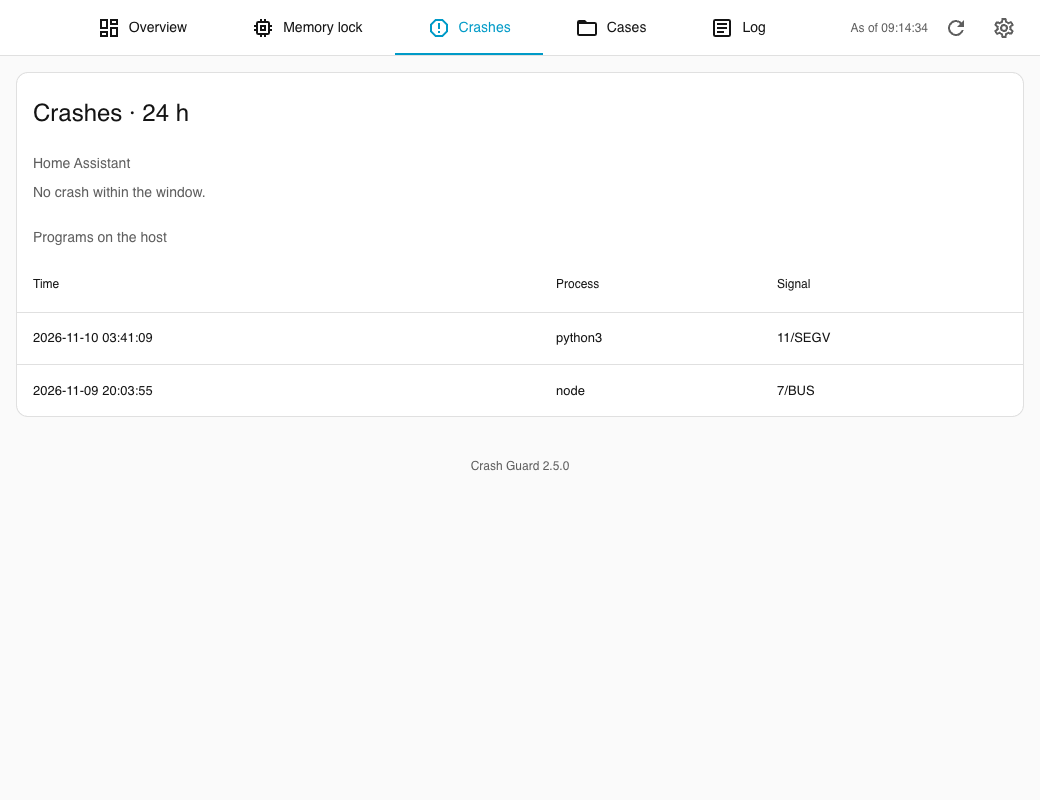 Overview Memory lock Crashes Cases Log As of 09:14:34
Crashes · 24 h
Home Assistant
No crash within the window.
Programs on the host
Time Process Signal
2026-11-10 03:41:09 python3 11/SEGV
2026-11-09 20:03:55 node 7/BUS
Crash Guard 2.5.0